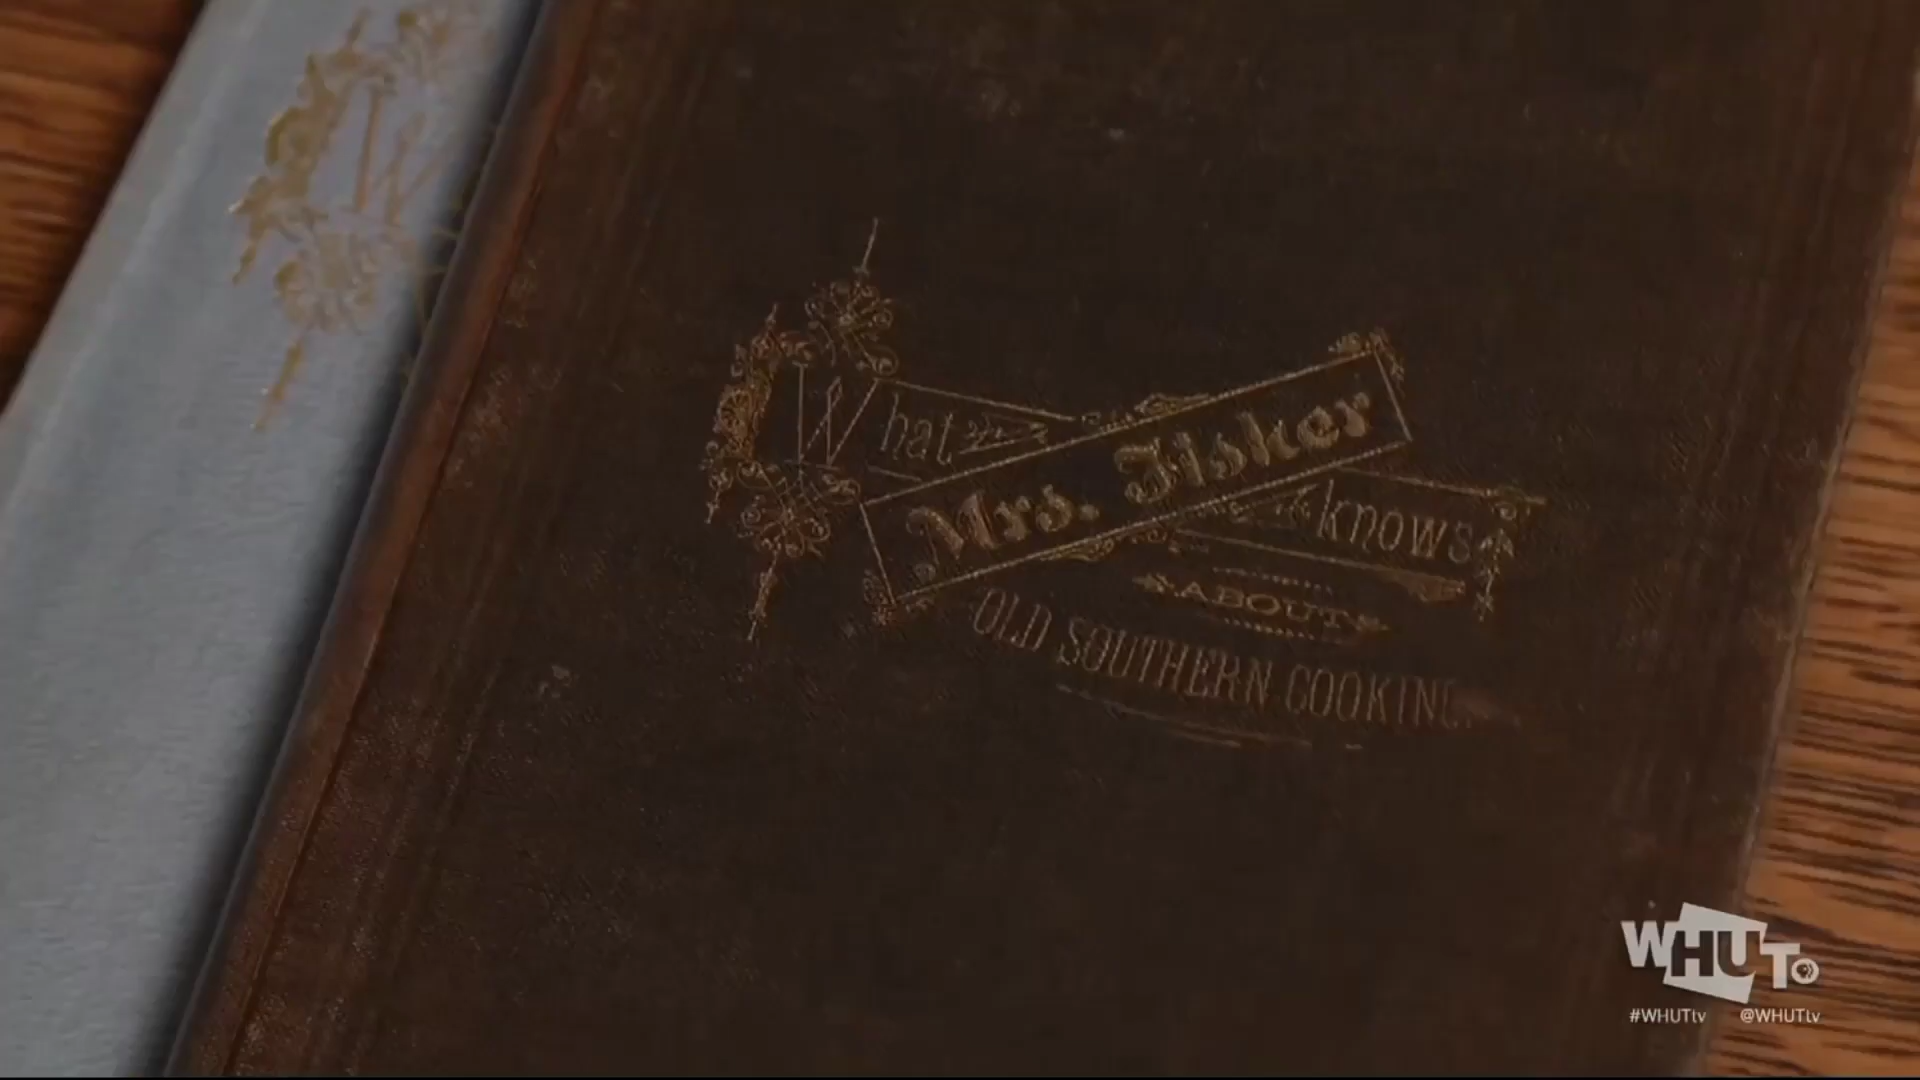 What
Mrs. Fisher
knows
ABOUT
OLD SOUTHERN COOKING.
W
WHUT
#WHUTtv @WHUTtv